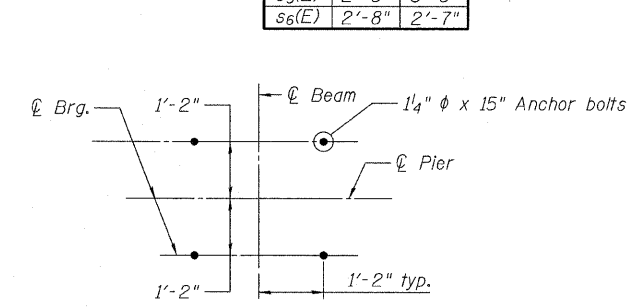 s6(E) 2'-8" 2'-7"
℄ Brg.
1'-2"
℄ Beam
1¼" ϕ x 15" Anchor bolts
℄ Pier
1'-2"
1'-2" typ.